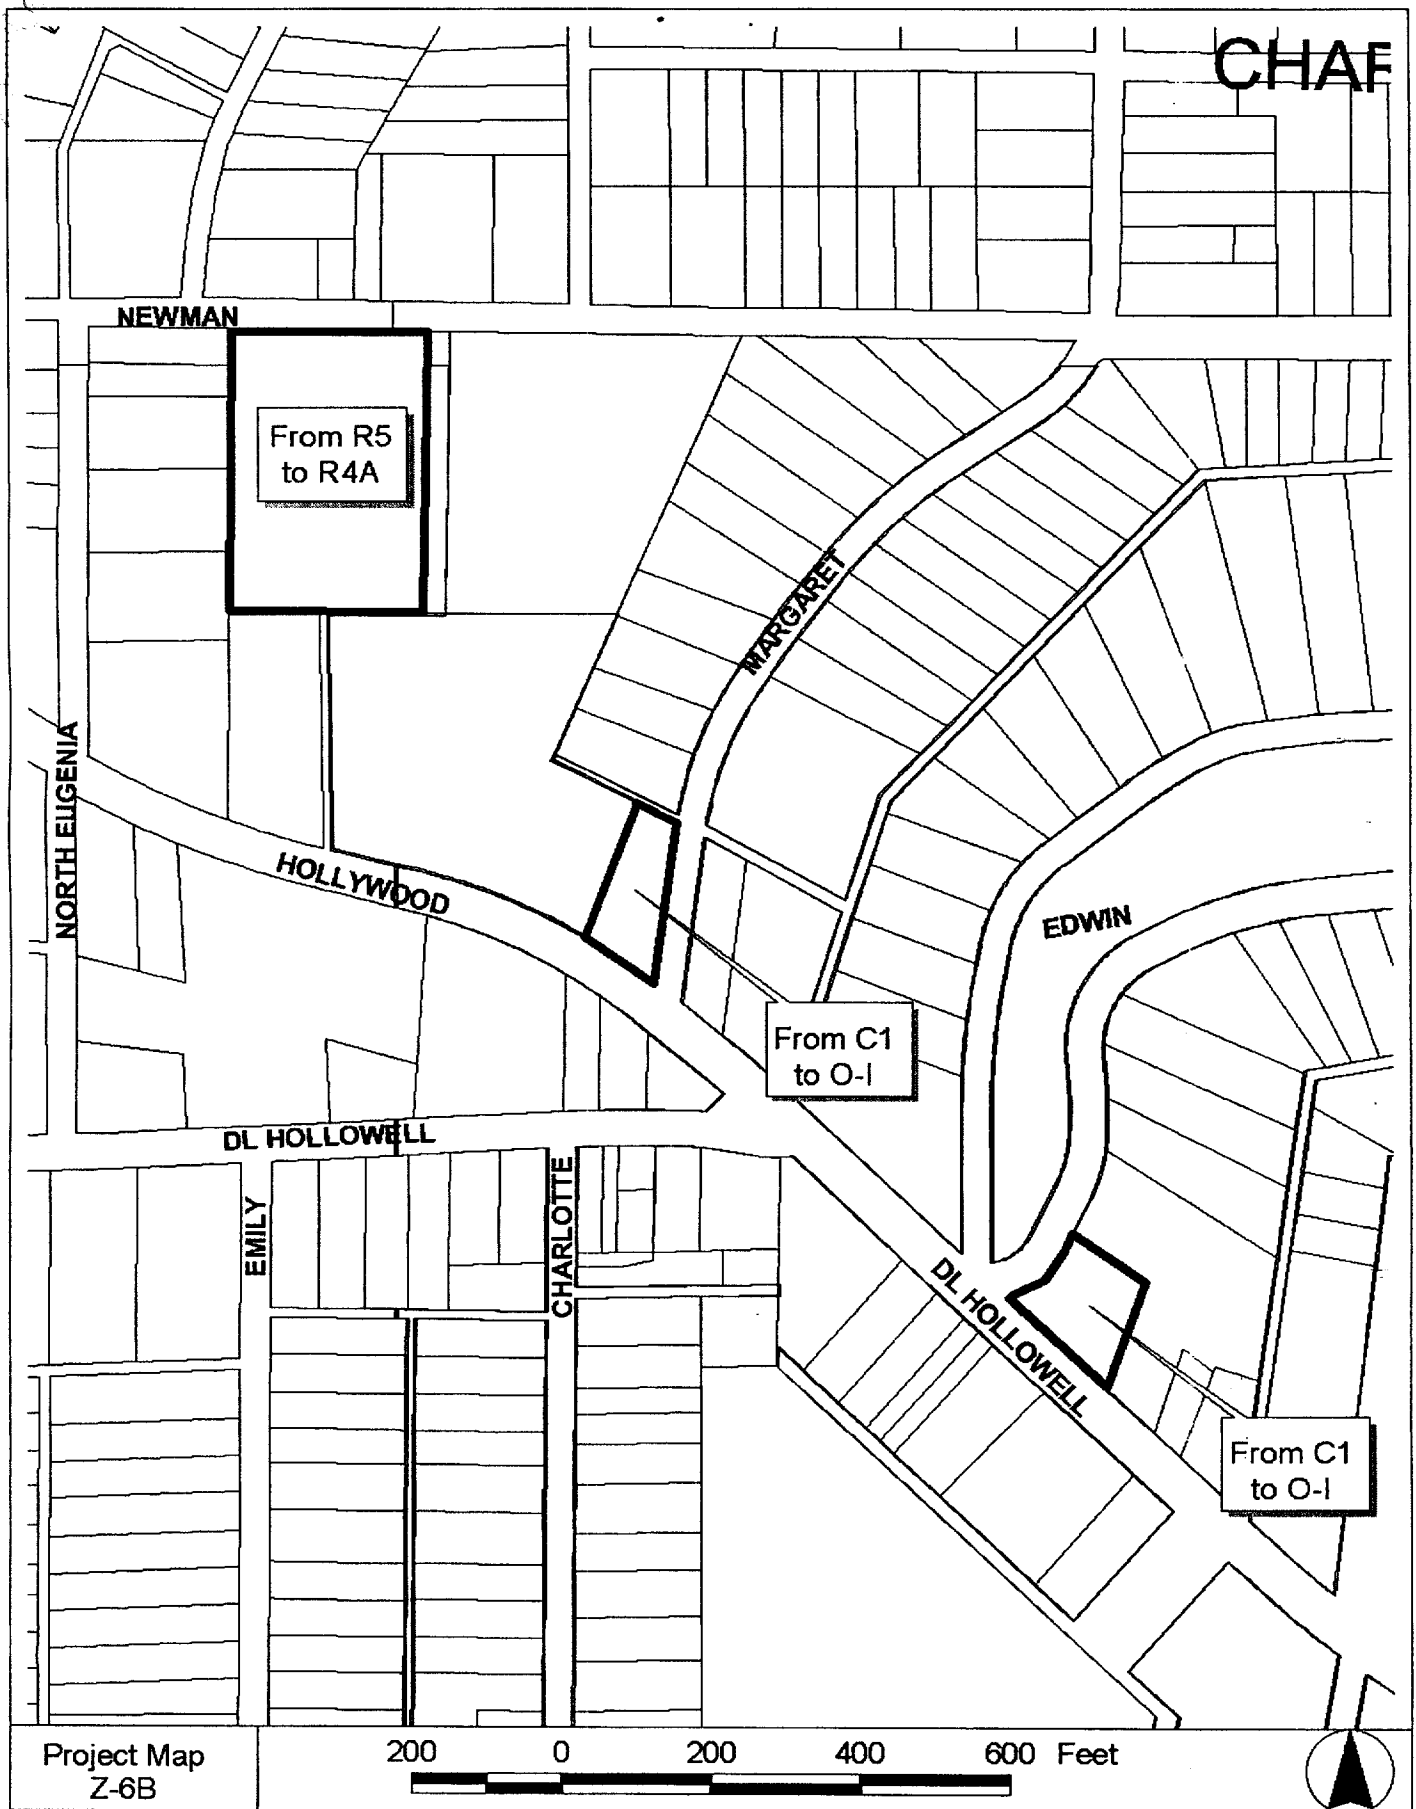 CHAF
NEWMAN
From R5
to R4A
MARGARET
NORTH EUGENIA
HOLLYWOOD
EDWIN
From C1
to O-I
DL HOLLOWELL
EMILY
CHARLOTTE
DL HOLLOWELL
From C1
to O-I
Project Map
Z-6B
200 0 200 400 600 Feet